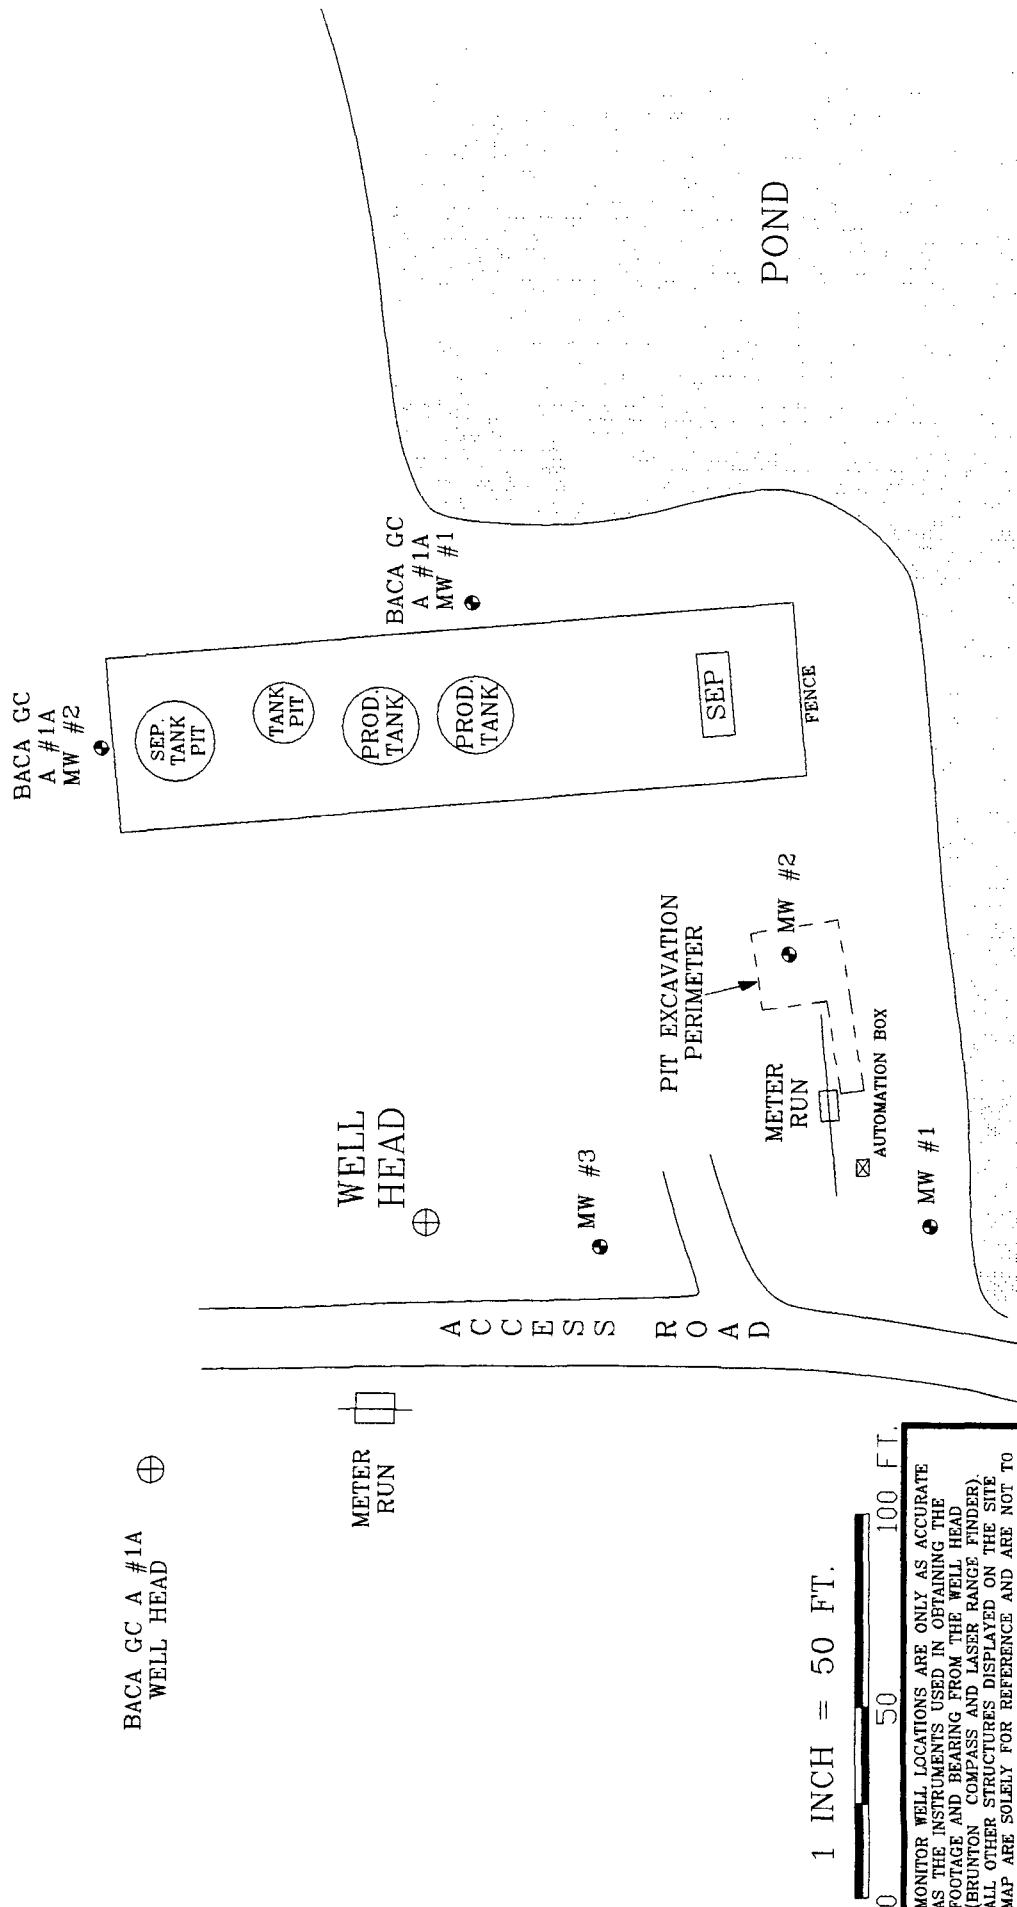 BACA GC A #1A
WELL HEAD
METER
RUN
ACCESS ROAD
WELL
HEAD
MW #3
BACA GC
A #1A
MW #2
SEP.
TANK
PIT
TANK
PIT
PROD.
TANK
PROD.
TANK
SEP
FENCE
BACA GC
A #1A
MW #1
POND
PIT EXCAVATION
PERIMETER
MW #2
METER
RUN
AUTOMATION BOX
MW #1
1 INCH = 50 FT.
0 50 100 FT.
MONITOR WELL LOCATIONS ARE ONLY AS ACCURATE
AS THE INSTRUMENTS USED IN OBTAINING THE
FOOTAGE AND BEARING FROM THE WELL HEAD
(BRUNTON COMPASS AND LASER RANGE FINDER).
ALL OTHER STRUCTURES DISPLAYED ON THE SITE
MAP ARE SOLELY FOR REFERENCE AND ARE NOT TO